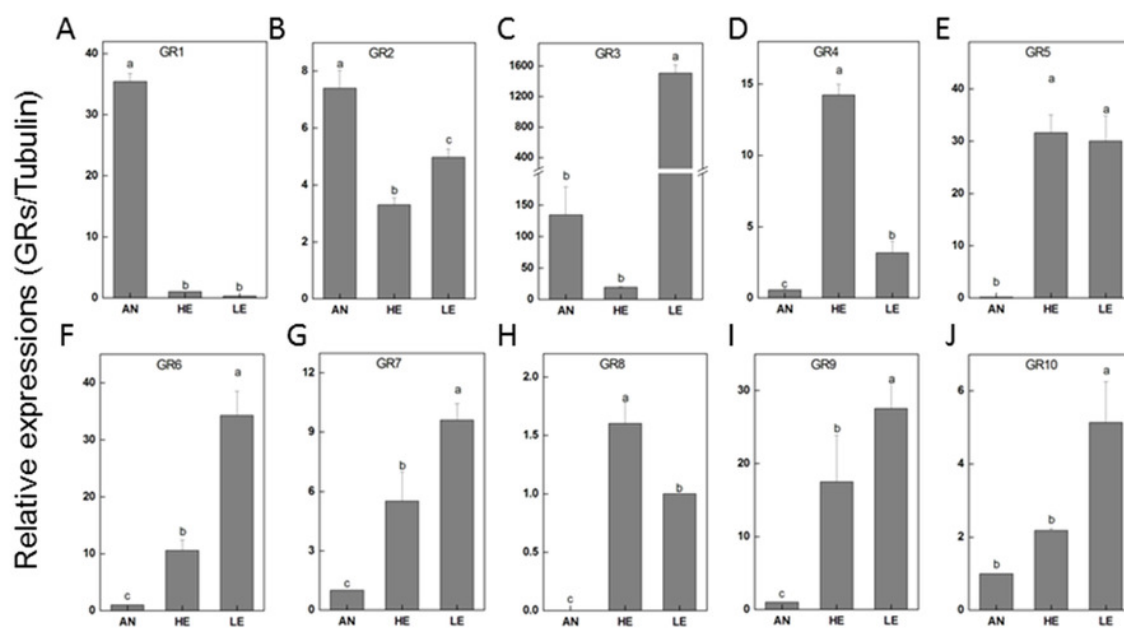 Relative expressions (GRs/Tubulin)
A
GR1
40
30
20
10
0
a
b
b
AN HE LE
B
GR2
8
6
4
2
0
a
b
c
AN HE LE
C
GR3
1600
1400
1200
1000
800
600
400
150
100
50
0
b
b
a
AN HE LE
D
GR4
15
10
5
0
c
a
b
AN HE LE
E
GR5
40
30
20
10
0
b
a
a
AN HE LE
F
GR6
40
30
20
10
0
c
b
a
AN HE LE
G
GR7
12
9
6
3
0
c
b
a
AN HE LE
H
GR8
2.0
1.5
1.0
0.5
0.0
c
a
b
AN HE LE
I
GR9
30
20
10
0
c
b
a
AN HE LE
J
GR10
6
4
2
0
b
b
a
AN HE LE